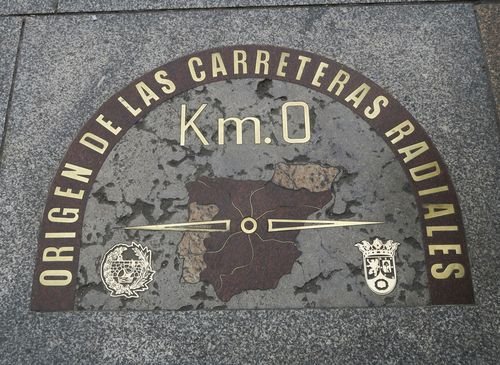 ORIGEN DE LAS CARRETERAS RADIALES
Km.0